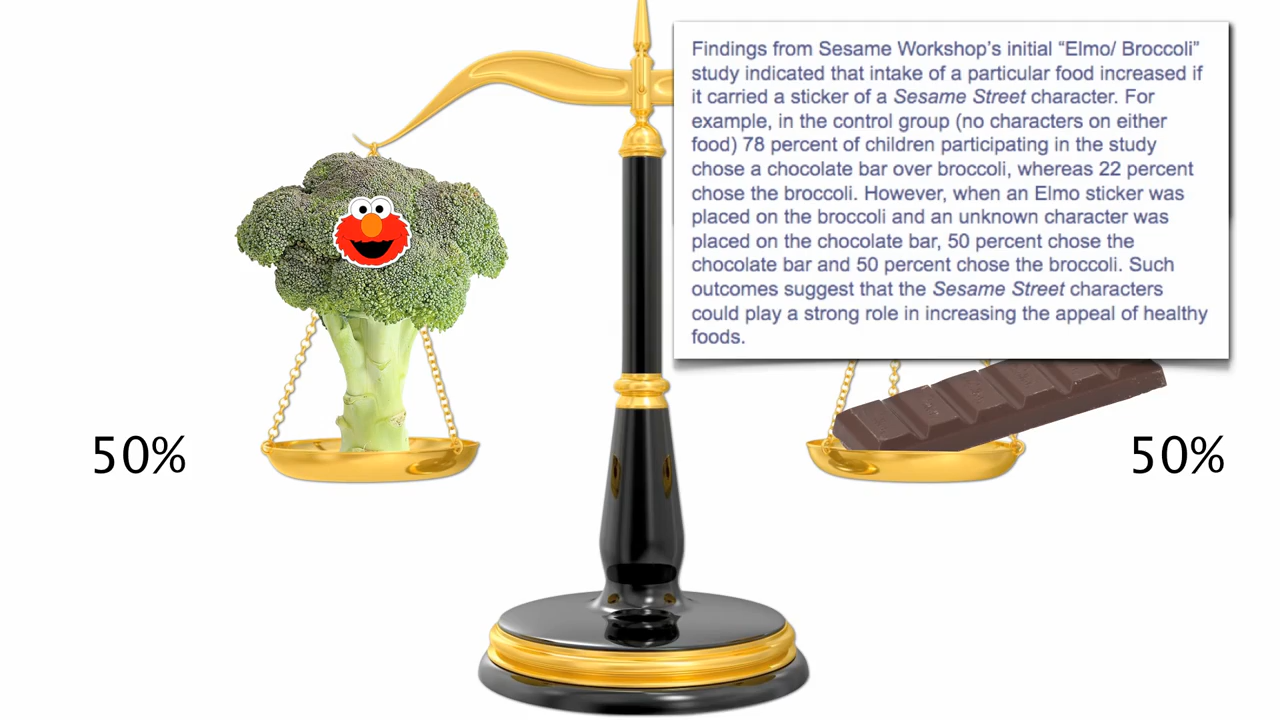 Findings from Sesame Workshop's initial “Elmo/ Broccoli”
study indicated that intake of a particular food increased if
it carried a sticker of a Sesame Street character. For
example, in the control group (no characters on either
food) 78 percent of children participating in the study
chose a chocolate bar over broccoli, whereas 22 percent
chose the broccoli. However, when an Elmo sticker was
placed on the broccoli and an unknown character was
placed on the chocolate bar, 50 percent chose the
chocolate bar and 50 percent chose the broccoli. Such
outcomes suggest that the Sesame Street characters
could play a strong role in increasing the appeal of healthy
foods.
50%
50%